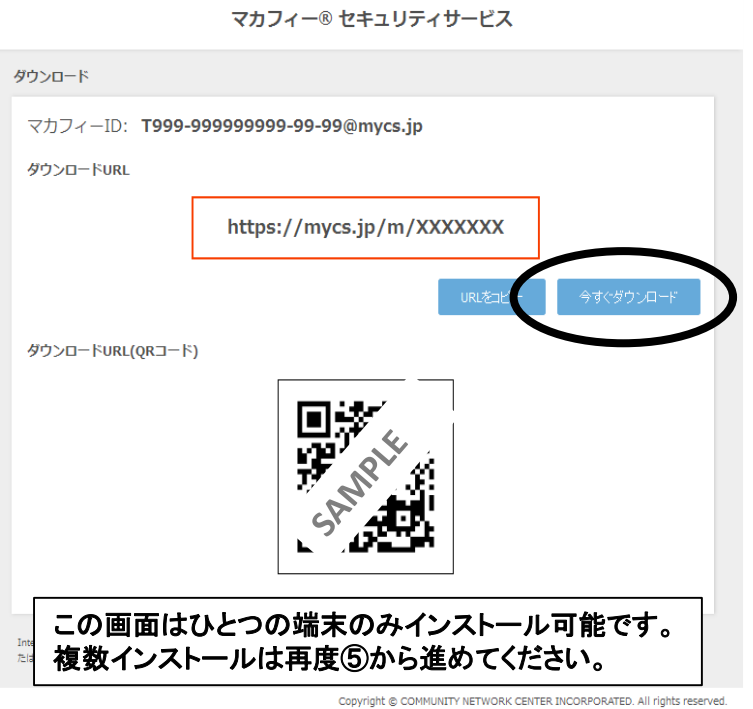 マカフィー® セキュリティサービス
ダウンロード
マカフィーID: T999-999999999-99-99@mycs.jp
ダウンロードURL
https://mycs.jp/m/XXXXXXX
URLをコピー
今すぐダウンロード
ダウンロードURL(QRコード)
SAMPLE
この画面はひとつの端末のみインストール可能です。
複数インストールは再度⑤から進めてください。
Copyright © COMMUNITY NETWORK CENTER INCORPORATED. All rights reserved.